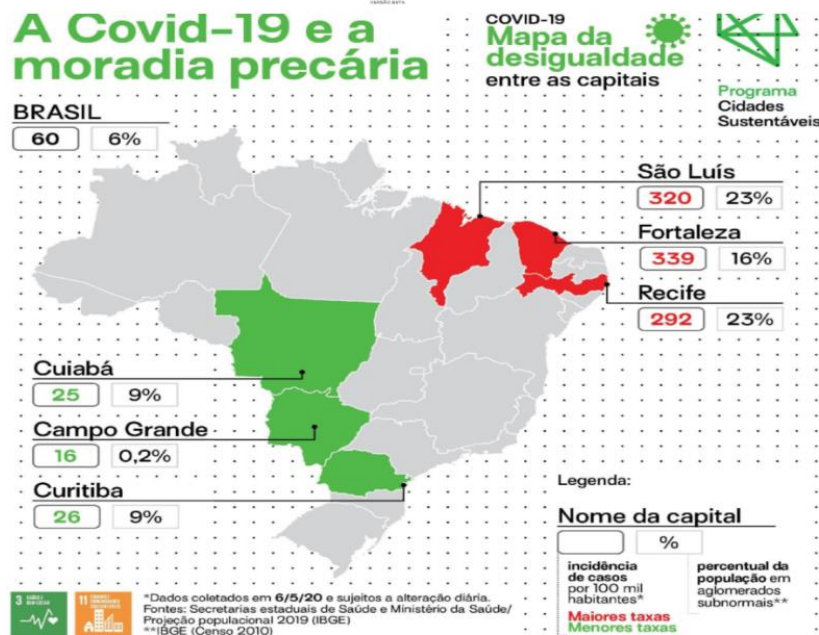 A Covid-19 e a
moradia precária
COVID-19
Mapa da
desigualdade
entre as capitais
Programa
Cidades
Sustentáveis
BRASIL
60 6%
São Luís
320 23%
Fortaleza
339 16%
Recife
292 23%
Cuiabá
25 9%
Campo Grande
16 0,2%
Curitiba
26 9%
Legenda:
Nome da capital
%
incidência
de casos
por 100 mil
habitantes*
Maiores taxas
Menores taxas
percentual da
população em
aglomerados
subnormais**
3
11
*Dados coletados em 6/5/20 e sujeitos a alteração diária.
Fontes: Secretarias estaduais de Saúde e Ministério da Saúde/
Projeção populacional 2019 (IBGE)
**IBGE (Censo 2010)